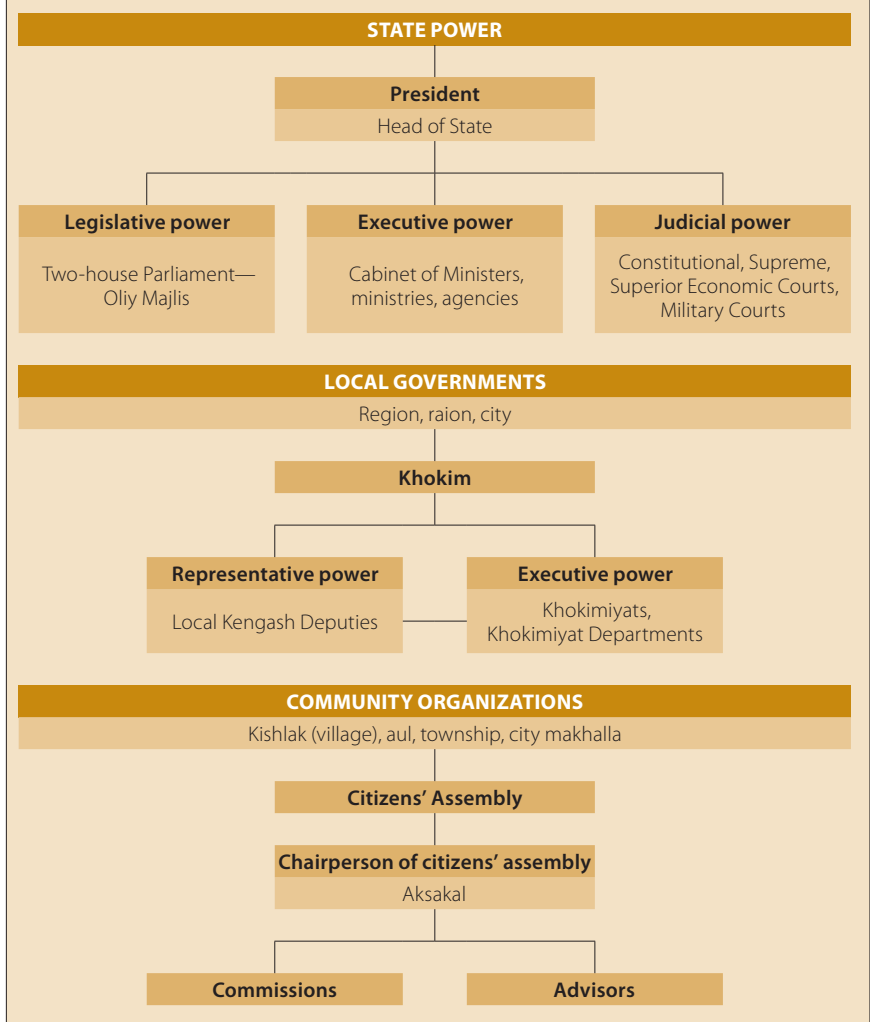 STATE POWER
President
Head of State
Legislative power
Two-house Parliament—
Oliy Majlis
Executive power
Cabinet of Ministers,
ministries, agencies
Judicial power
Constitutional, Supreme,
Superior Economic Courts,
Military Courts
LOCAL GOVERNMENTS
Region, raion, city
Khokim
Representative power
Local Kengash Deputies
Executive power
Khokimiyats,
Khokimiyat Departments
COMMUNITY ORGANIZATIONS
Kishlak (village), aul, township, city makhalla
Citizens’ Assembly
Chairperson of citizens’ assembly
Aksakal
Commissions
Advisors